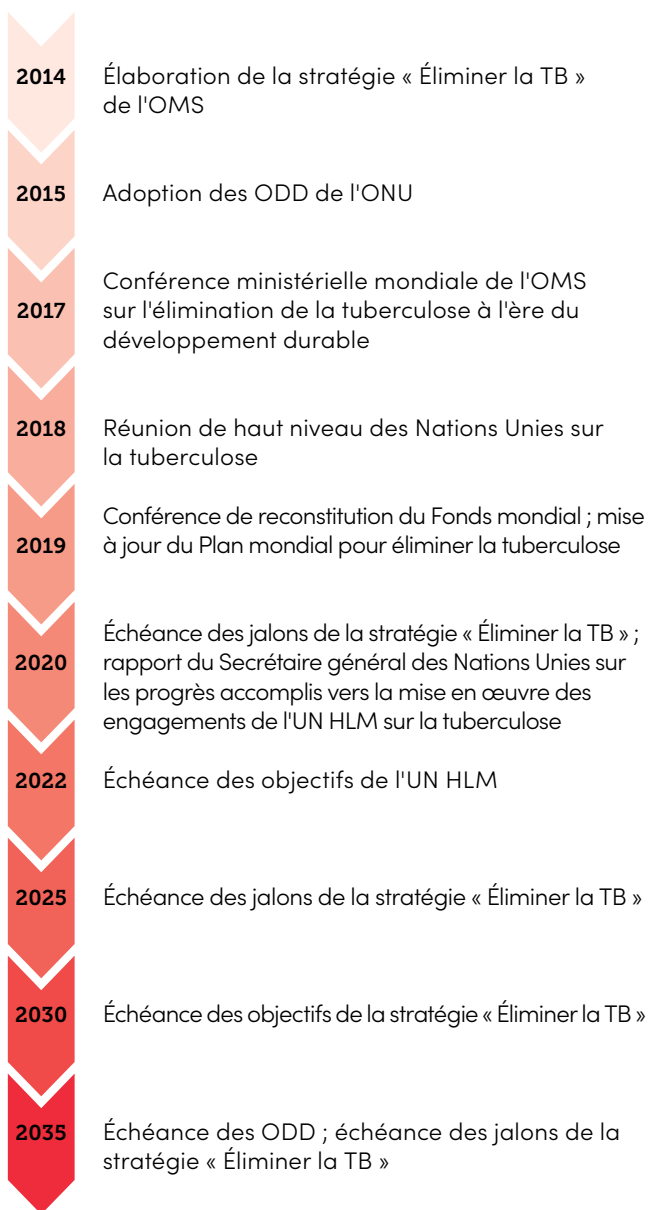 2014
Élaboration de la stratégie « Éliminer la TB »
de l'OMS
2015
Adoption des ODD de l'ONU
2017
Conférence ministérielle mondiale de l'OMS
sur l'élimination de la tuberculose à l'ère du
développement durable
2018
Réunion de haut niveau des Nations Unies sur
la tuberculose
2019
Conférence de reconstitution du Fonds mondial ; mise
à jour du Plan mondial pour éliminer la tuberculose
2020
Échéance des jalons de la stratégie « Éliminer la TB » ;
rapport du Secrétaire général des Nations Unies sur
les progrès accomplis vers la mise en œuvre des
engagements de l'UN HLM sur la tuberculose
2022
Échéance des objectifs de l'UN HLM
2025
Échéance des jalons de la stratégie « Éliminer la TB »
2030
Échéance des objectifs de la stratégie « Éliminer la TB »
2035
Échéance des ODD ; échéance des jalons de la
stratégie « Éliminer la TB »